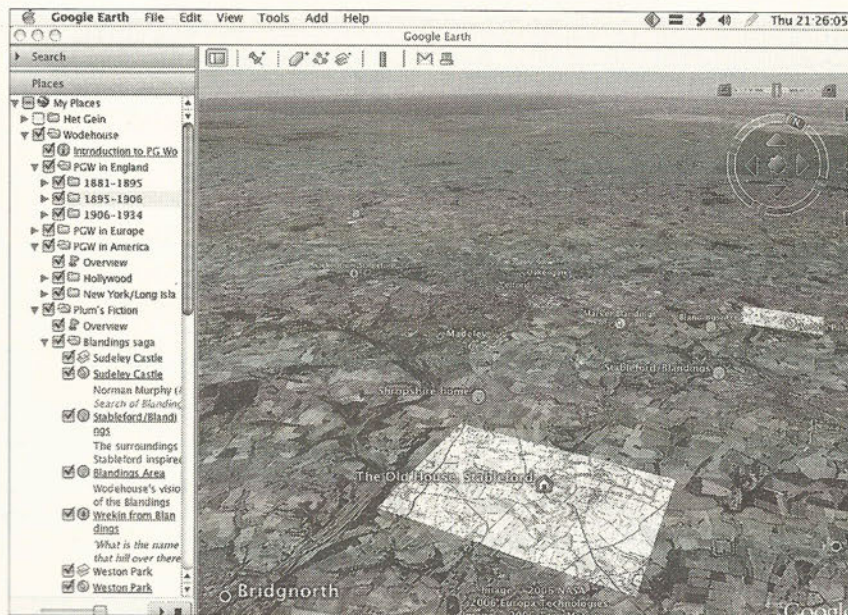 Google Earth File Edit View Tools Add Help
Thu 21:26:05
Google Earth
Search
Places
My Places
Het Gein
Wodehouse
Introduction to PG Wo
PGW in England
1881-1895
1895-1906
1906-1934
PGW in Europe
PGW in America
Overview
Hollywood
New York/Long Isla
Plum's Fiction
Overview
Blandings saga
Sudeley Castle
Sudeley Castle
Norman Murphy
Search of Blanding
Stableford/Blandi
ngs
The surroundings
Stableford inspired
Blandings Area
Wodehouse's visio
of the Blandings
Wrekin from Blan
dings
'What is the name
that hill over there
Weston Park
Weston Park
N
Madeley
Stableford/Blandings
Shropshire home
The Old House, Stableford
Bridgnorth
Image © 2006 NASA
2006 Europa Technologies
Google